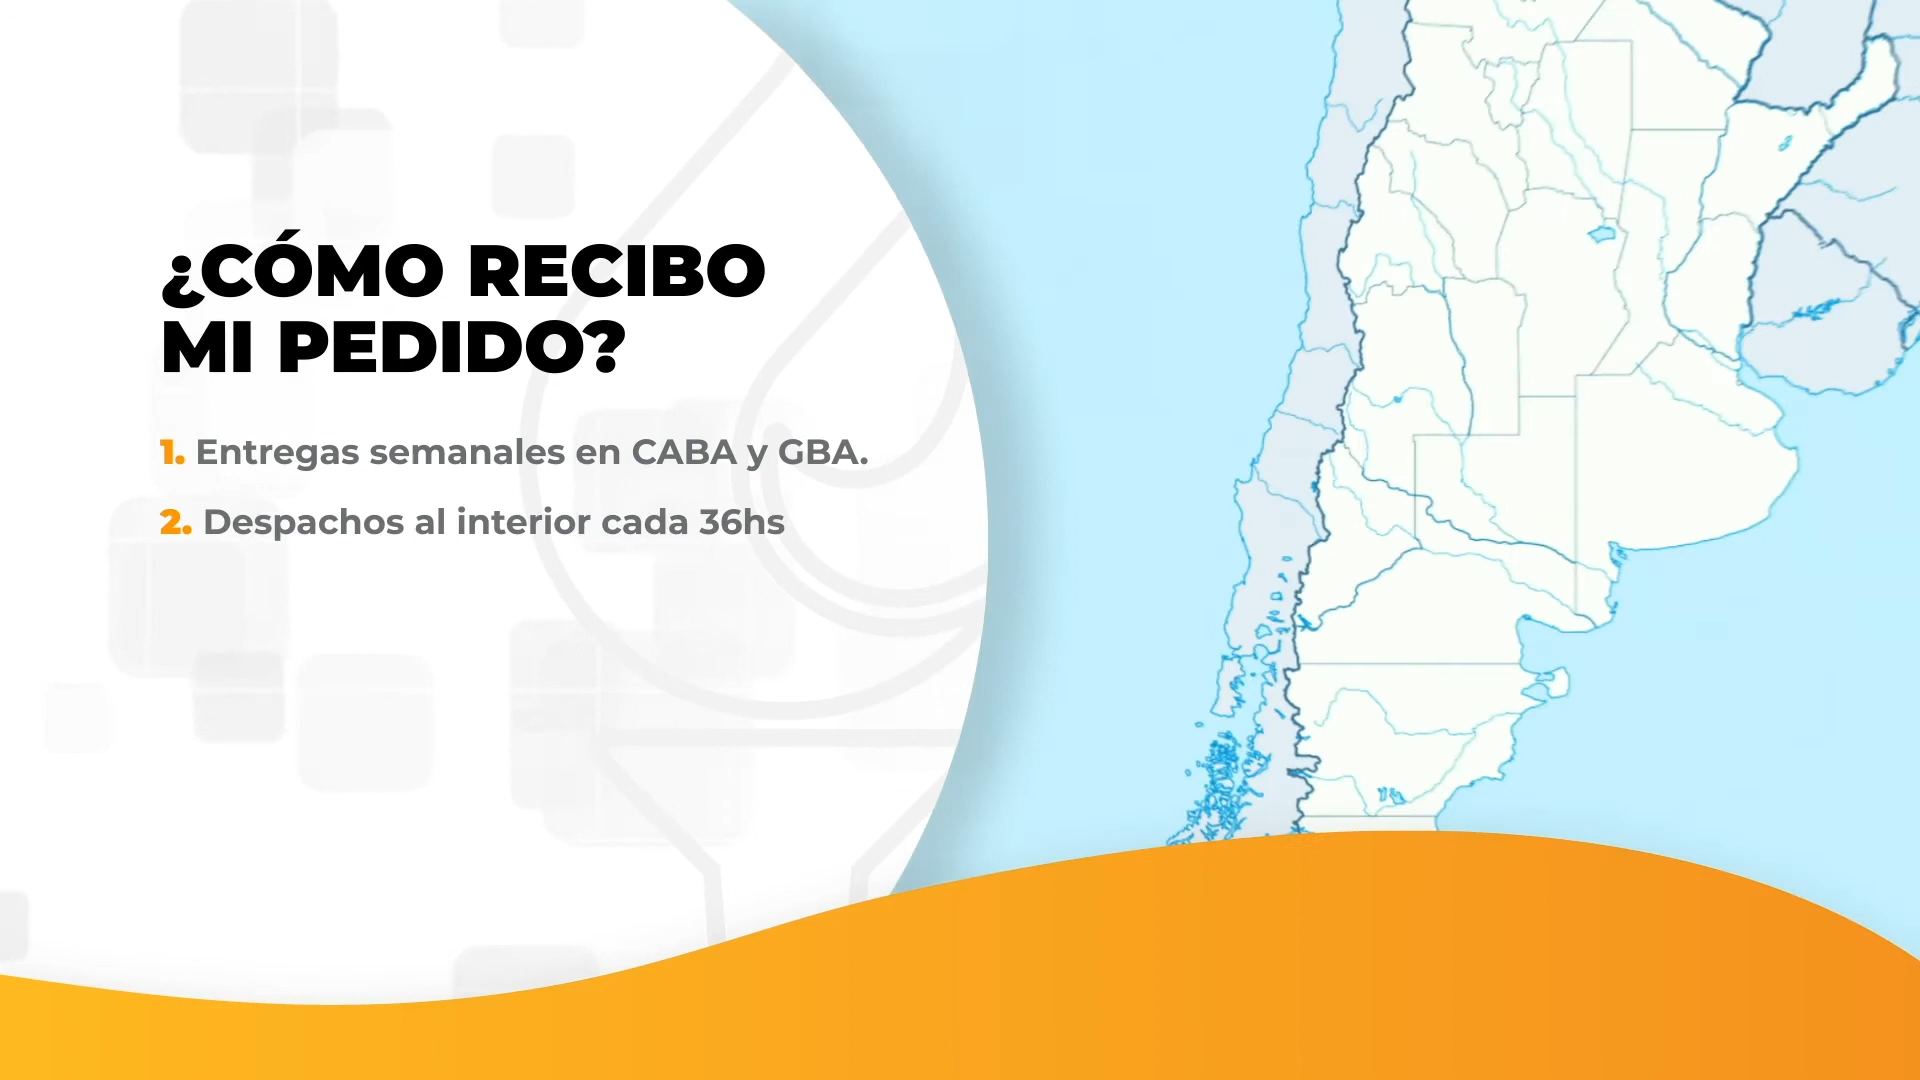 ¿CÓMO RECIBO
MI PEDIDO?
1. Entregas semanales en CABA y GBA.
2. Despachos al interior cada 36hs